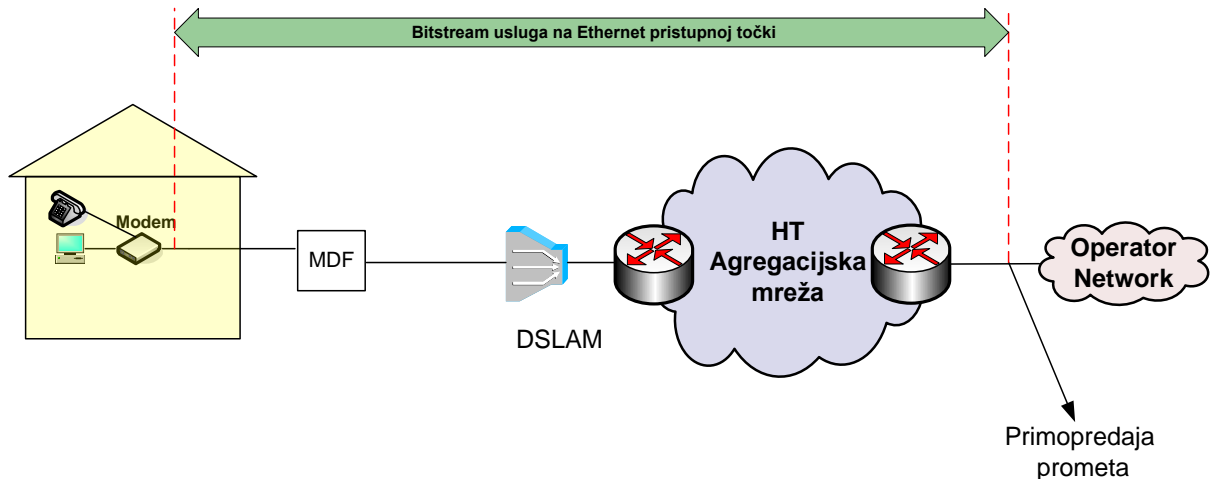 Bitstream usluga na Ethernet pristupnoj točki
Modem
MDF
DSLAM
HT
Agregacijska
mreža
Operator
Network
Primopredaja
prometa